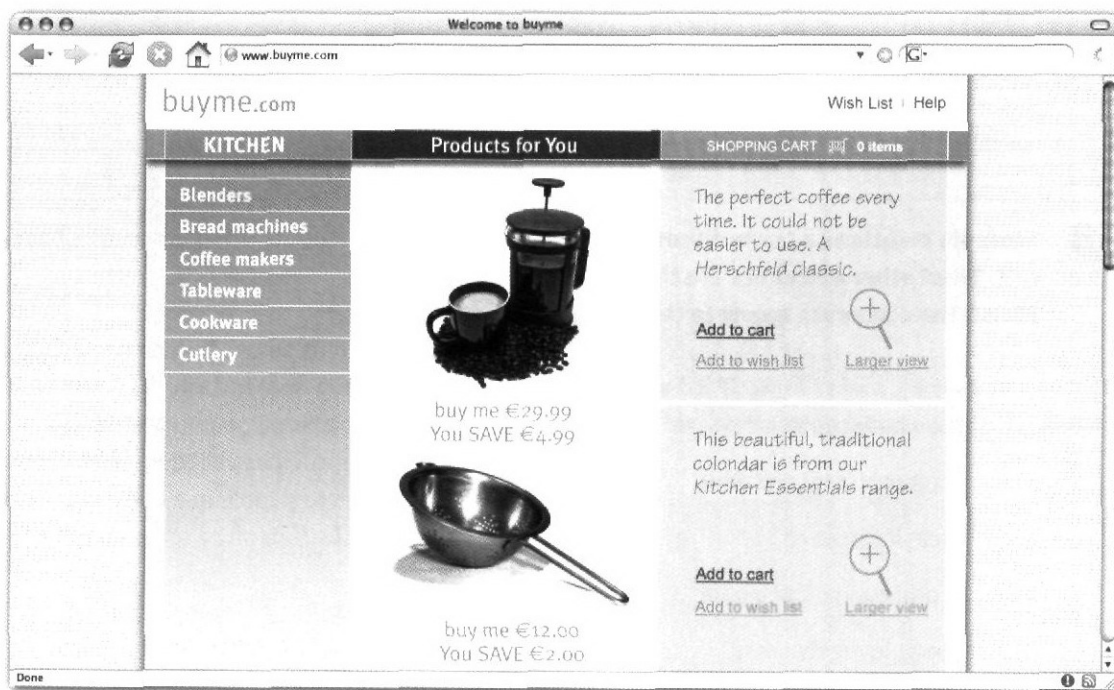 Welcome to buyme
www.buyme.com
G
buyme.com
Wish List | Help
KITCHEN
Products for You
SHOPPING CART 0 items
Blenders
Bread machines
Coffee makers
Tableware
Cookware
Cutlery
The perfect coffee every
time. It could not be
easier to use. A
Herschfeld classic.
Add to cart
Add to wish list
Larger view
buy me €29.99
You SAVE €4.99
This beautiful, traditional
colondar is from our
Kitchen Essentials range.
Add to cart
Add to wish list
Larger view
buy me €12.00
You SAVE €2.00
Done